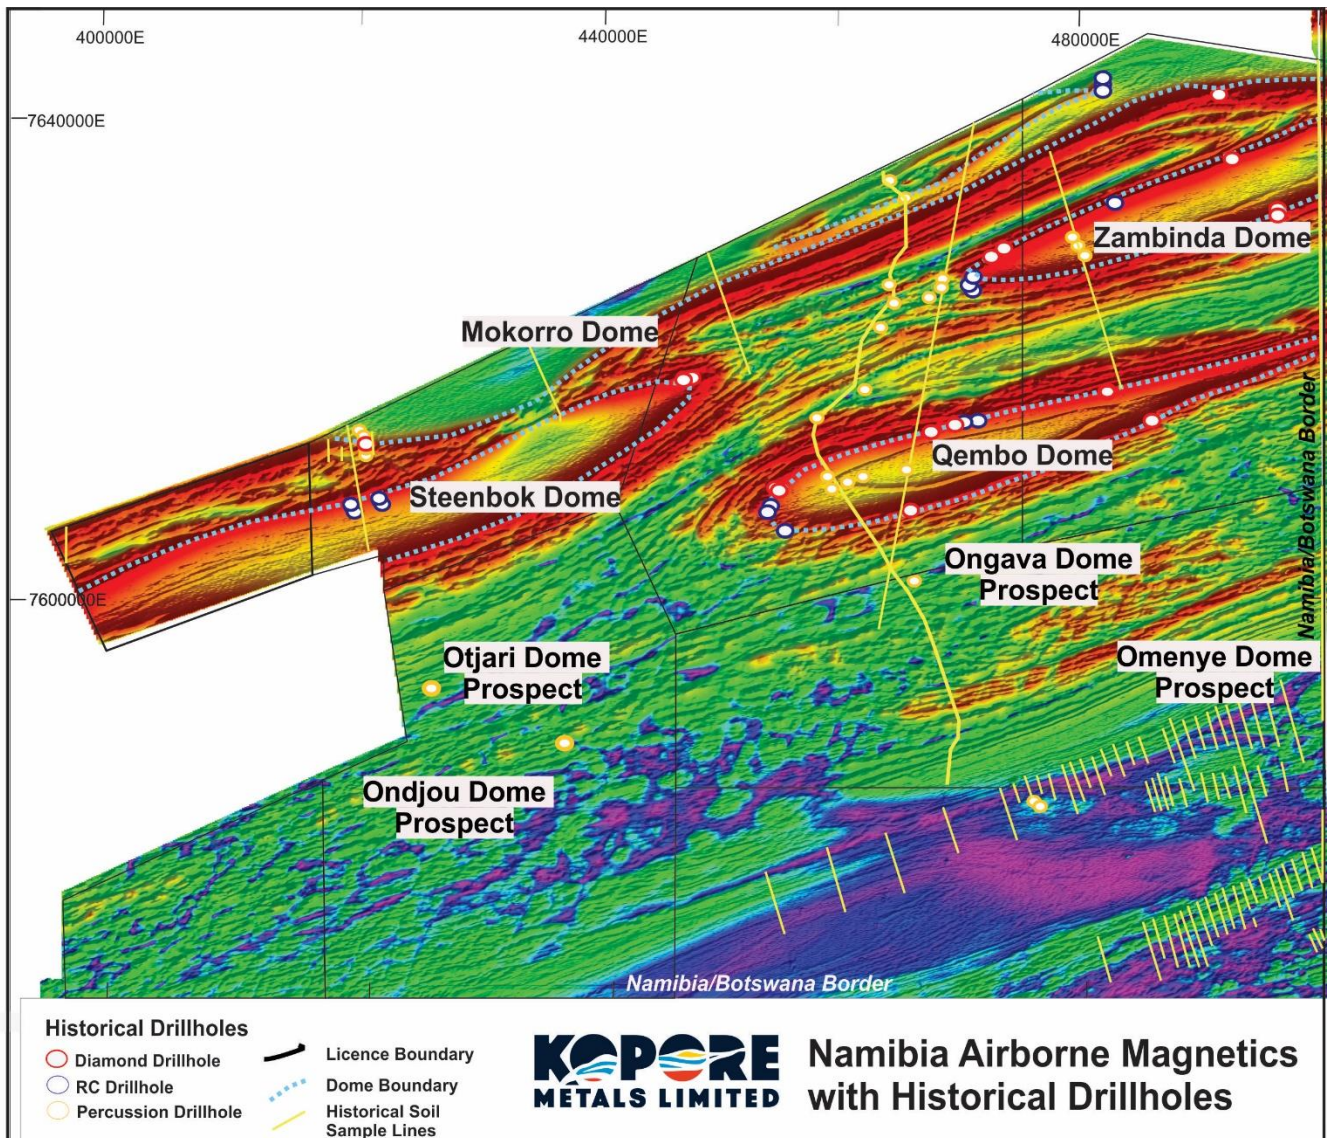 400000E
440000E
480000E
7640000E
Zambinda Dome
Mokorro Dome
Qembo Dome
Steenbok Dome
Namibia/Botswana Border
Ongava Dome
Prospect
7600000E
Otjari Dome
Prospect
Omenye Dome
Prospect
Ondjou Dome
Prospect
Namibia/Botswana Border
Historical Drillholes
Diamond Drillhole
RC Drillhole
Percussion Drillhole
Licence Boundary
Dome Boundary
Historical Soil
Sample Lines
KOPORE
METALS LIMITED
Namibia Airborne Magnetics
with Historical Drillholes